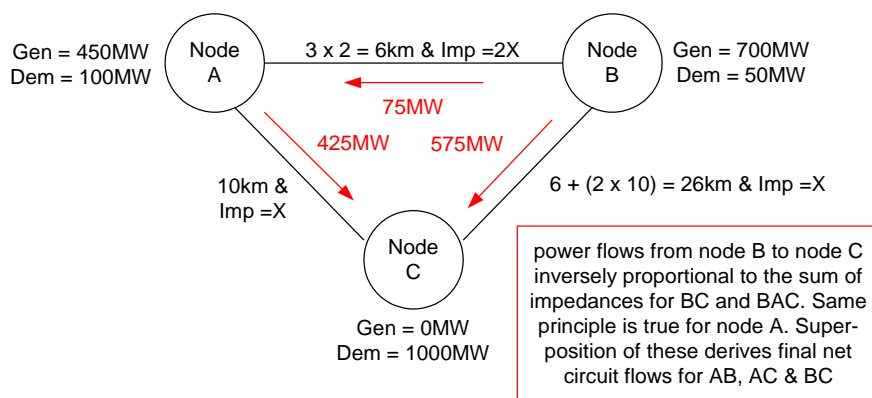 Gen = 450MW
Dem = 100MW
Node
A
3 x 2 = 6km & Imp =2X
Node
B
Gen = 700MW
Dem = 50MW
75MW
425MW
575MW
10km &
Imp =X
6 + (2 x 10) = 26km & Imp =X
Node
C
Gen = 0MW
Dem = 1000MW
power flows from node B to node C
inversely proportional to the sum of
impedances for BC and BAC. Same
principle is true for node A. Super-
position of these derives final net
circuit flows for AB, AC & BC